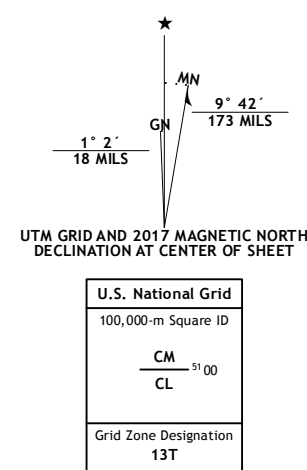 ★
MN
GN
9° 42´
173 MILS
1° 2´
18 MILS
UTM GRID AND 2017 MAGNETIC NORTH
DECLINATION AT CENTER OF SHEET
U.S. National Grid
100,000-m Square ID
CM
51 00
CL
Grid Zone Designation
13T